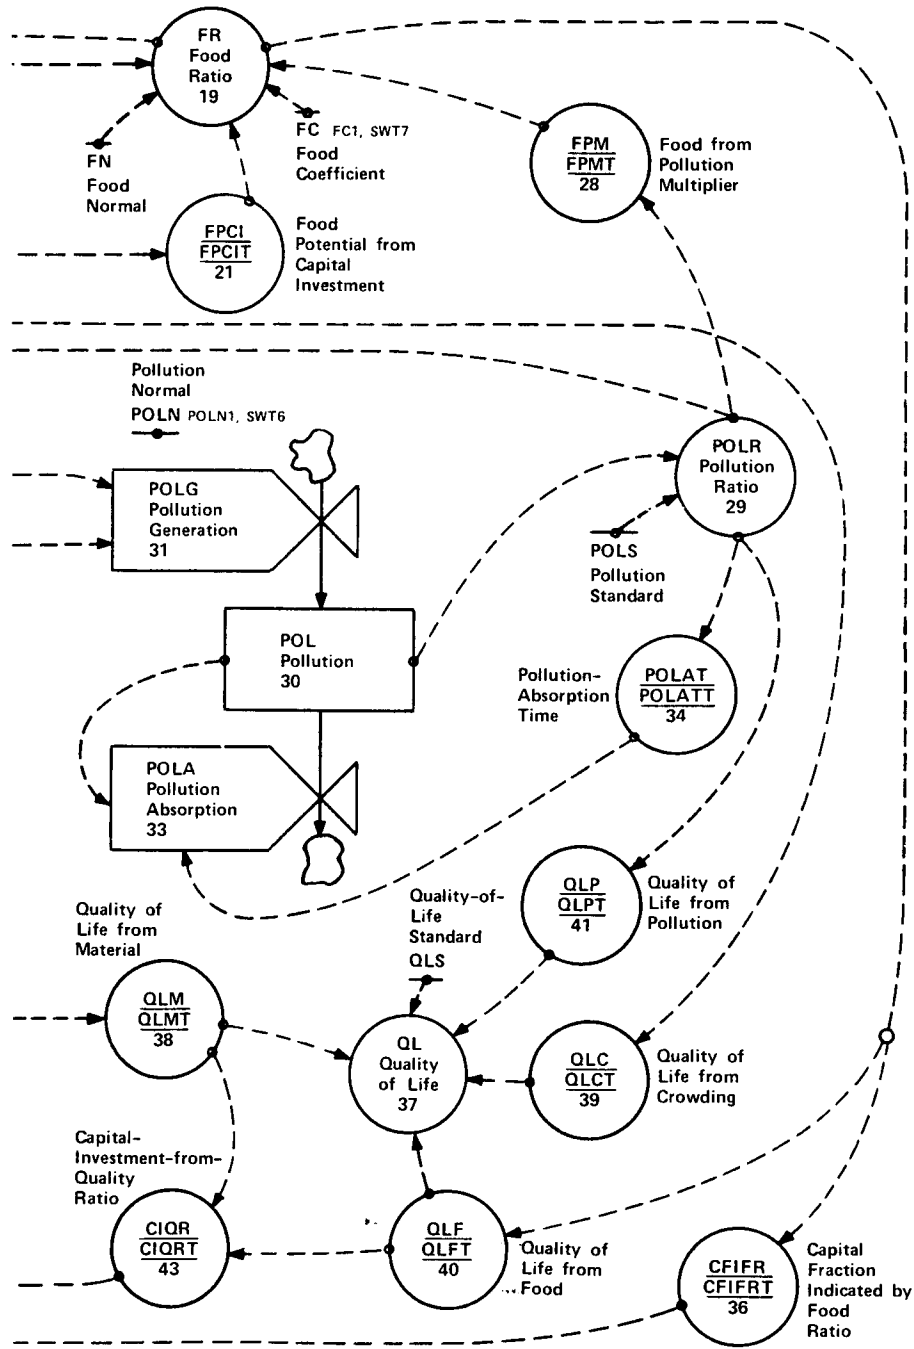 FR
Food
Ratio
19
FN
Food
Normal
FC FC1, SWT7
Food
Coefficient
FPM
FPMT
28
Food from
Pollution
Multiplier
FPCI
FPCIT
21
Food
Potential from
Capital
Investment
Pollution
Normal
POLN POLN1, SWT6
POLR
Pollution
Ratio
29
POLG
Pollution
Generation
31
POLS
Pollution
Standard
POL
Pollution
30
Pollution-
Absorption
Time
POLAT
POLATT
34
POLA
Pollution
Absorption
33
QLP
QLPT
41
Quality of
Life from
Pollution
Quality-of-
Life
Standard
QLS
Quality of
Life from
Material
QLM
QLMT
38
QL
Quality
of Life
37
QLC
QLCT
39
Quality of
Life from
Crowding
Capital-
Investment-from-
Quality
Ratio
CIQR
CIQRT
43
QLF
QLFT
40
Quality of
Life from
Food
CFIFR
CFIFRT
36
Capital
Fraction
Indicated by
Food
Ratio